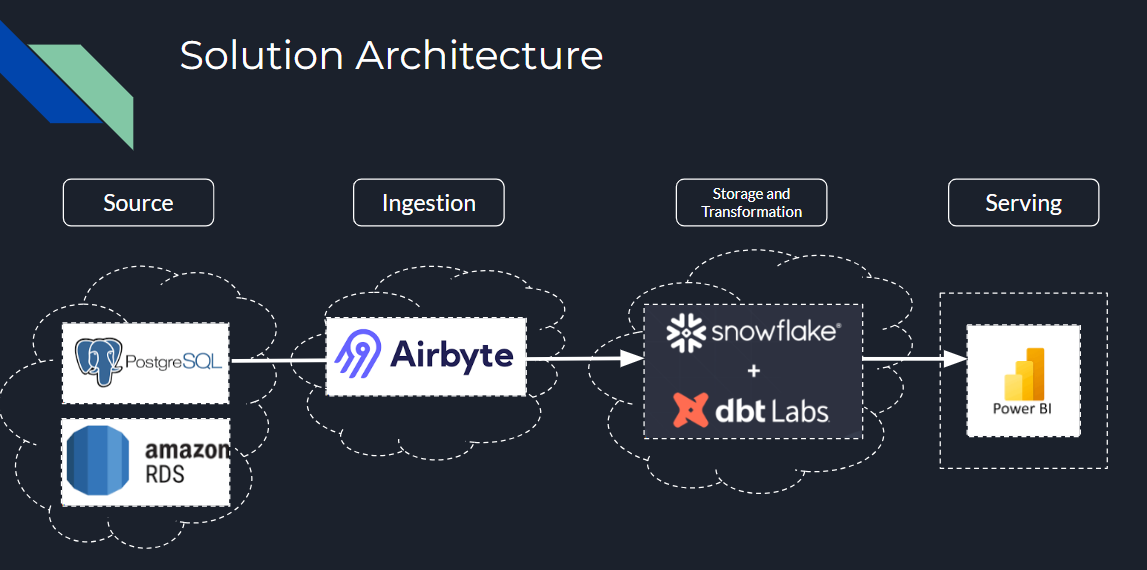 Solution Architecture
Source
Ingestion
Storage and
Transformation
Serving
PostgreSQL
amazon
RDS
Airbyte
snowflake®
+
dbt Labs
Power BI